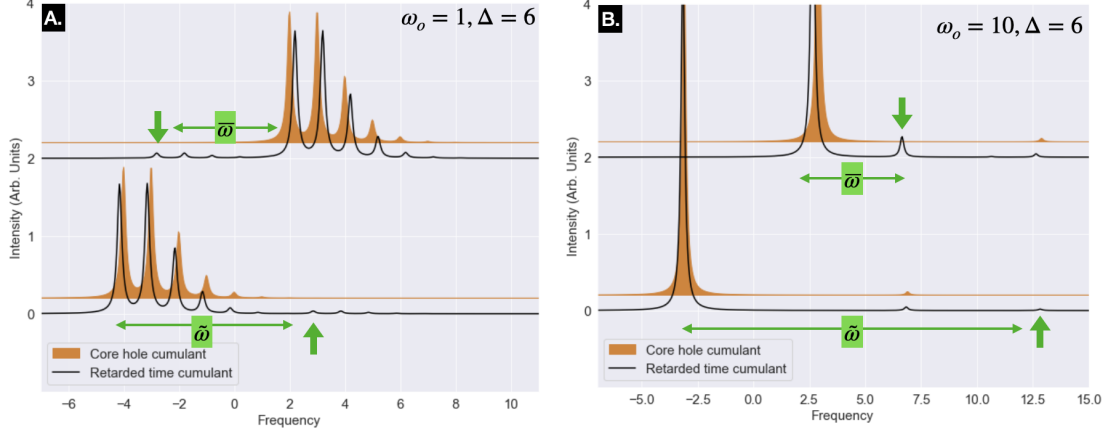 A.
ω₀ = 1, Δ = 6
4
3
2
1
0
Intensity (Arb. Units)
ω̅
ω̃
Core hole cumulant
Retarded time cumulant
−6 −4 −2 0 2 4 6 8 10
Frequency
B.
ω₀ = 10, Δ = 6
4
3
2
1
0
Intensity (Arb. Units)
ω̅
ω̃
Core hole cumulant
Retarded time cumulant
−5.0 −2.5 0.0 2.5 5.0 7.5 10.0 12.5 15.0
Frequency